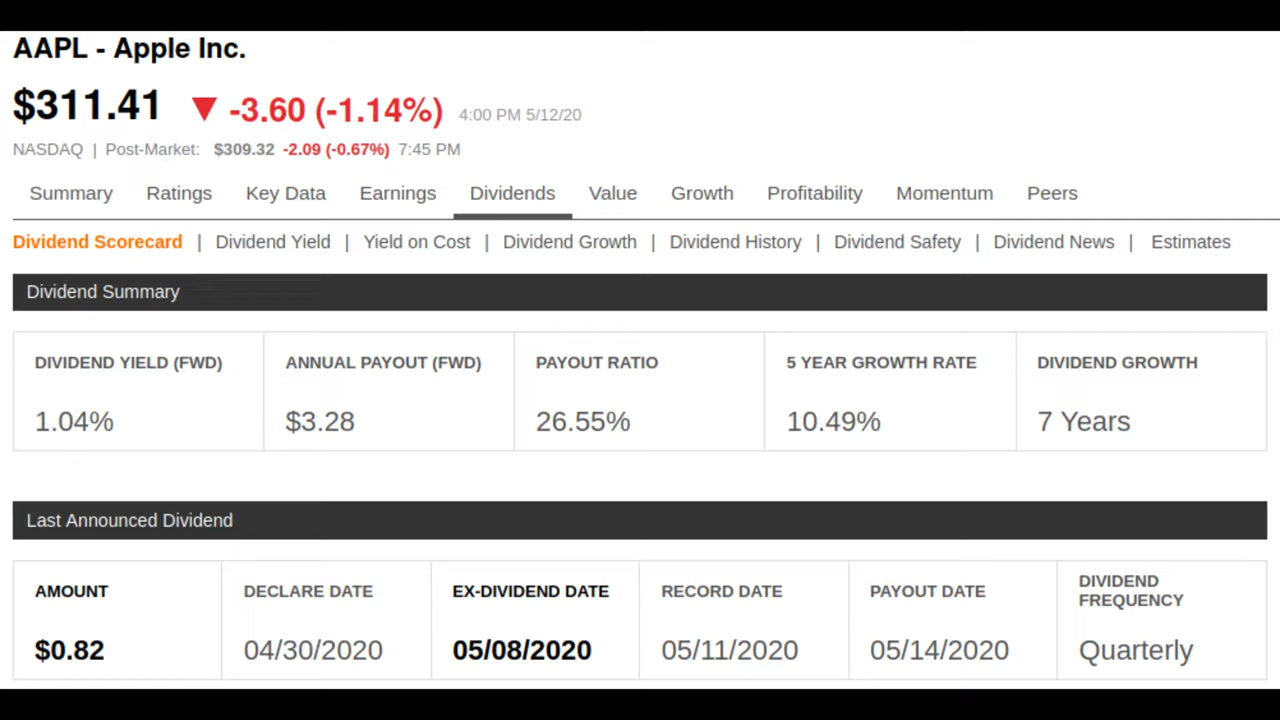 AAPL - Apple Inc.
$311.41 ▼ -3.60 (-1.14%) 4:00 PM 5/12/20
NASDAQ | Post-Market: $309.32 -2.09 (-0.67%) 7:45 PM
Summary Ratings Key Data Earnings Dividends Value Growth Profitability Momentum Peers
Dividend Scorecard | Dividend Yield | Yield on Cost | Dividend Growth | Dividend History | Dividend Safety | Dividend News | Estimates
Dividend Summary
DIVIDEND YIELD (FWD) ANNUAL PAYOUT (FWD) PAYOUT RATIO 5 YEAR GROWTH RATE DIVIDEND GROWTH
1.04% $3.28 26.55% 10.49% 7 Years
Last Announced Dividend
AMOUNT DECLARE DATE EX-DIVIDEND DATE RECORD DATE PAYOUT DATE DIVIDEND
FREQUENCY
$0.82 04/30/2020 05/08/2020 05/11/2020 05/14/2020 Quarterly